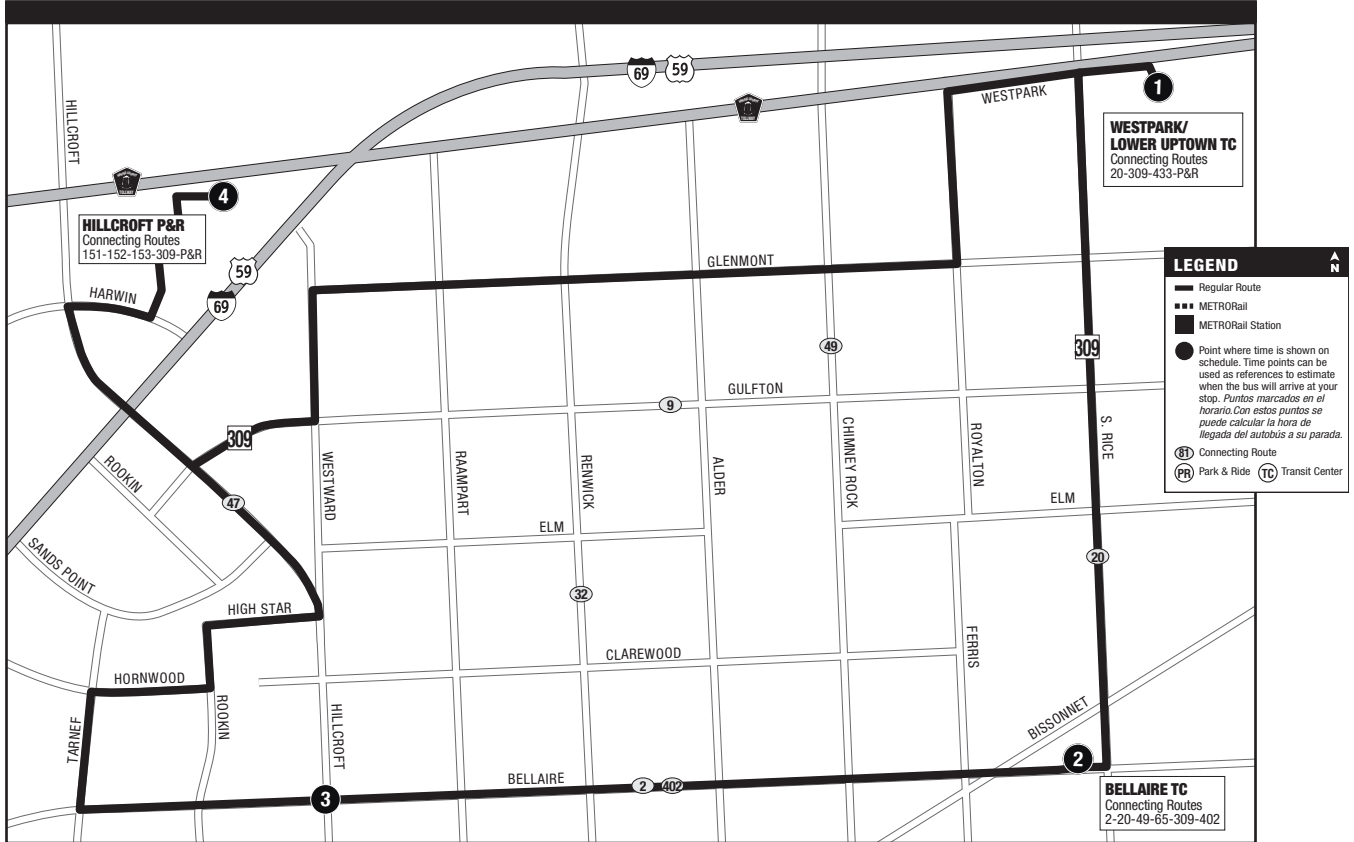 69
59
1
WESTPARK
WESTPARK/
LOWER UPTOWN TC
Connecting Routes
20-309-433-P&R
HILLCROFT
4
HILLCROFT P&R
Connecting Routes
151-152-153-309-P&R
HARWIN
59
69
GLENMONT
LEGEND
N
Regular Route
METRORail
METRORail Station
Point where time is shown on
schedule. Time points can be
used as references to estimate
when the bus will arrive at your
stop. Puntos marcados en el
horario.Con estos puntos se
puede calcular la hora de
llegada del autobús a su parada.
81 Connecting Route
PR Park & Ride TC Transit Center
49
309
GULFTON
9
309
ROOKIN
47
WESTWARD
RAAMPART
RENWICK
ALDER
CHIMNEY ROCK
ROYALTON
S. RICE
ELM
ELM
20
SANDS POINT
32
HIGH STAR
CLAREWOOD
FERRIS
HORNWOOD
TARNEF
ROOKIN
HILLCROFT
BISSONNET
BELLAIRE
2
402
3
2
BELLAIRE TC
Connecting Routes
2-20-49-65-309-402